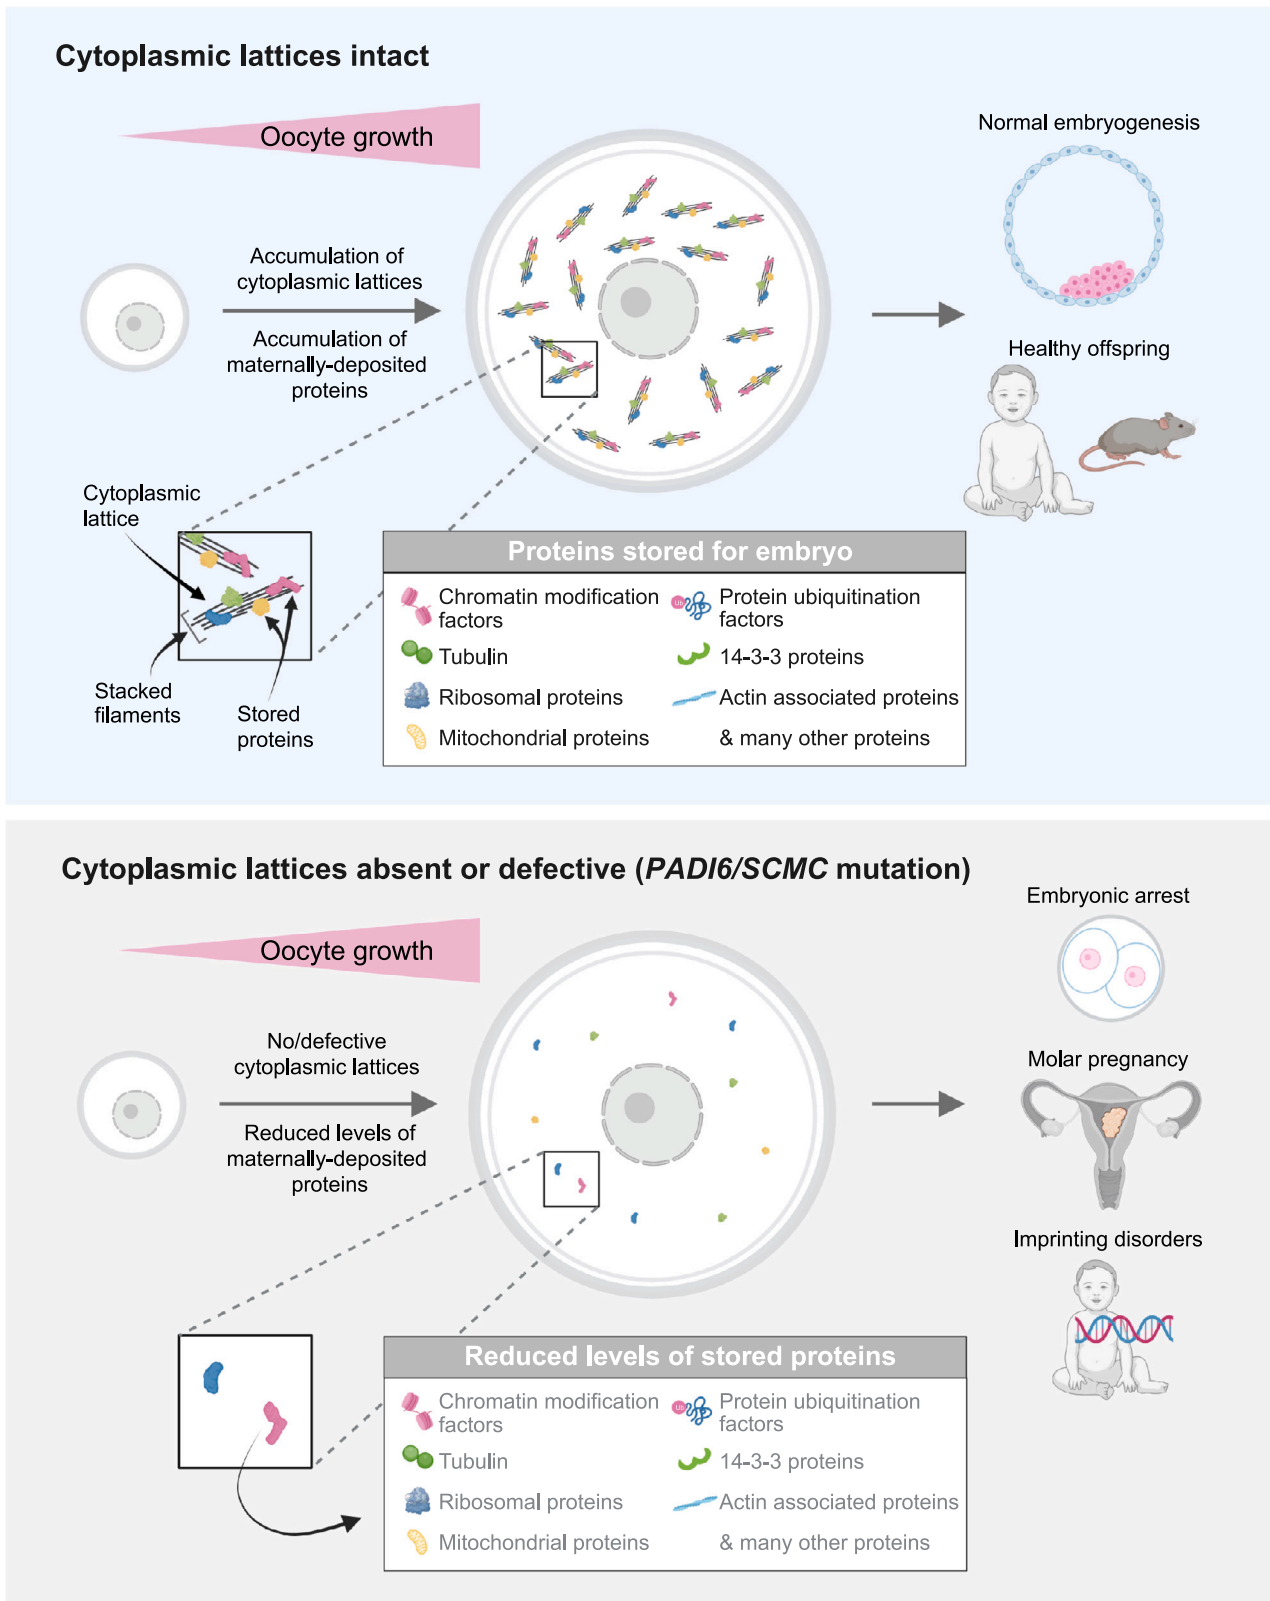 Cytoplasmic lattices intact
Oocyte growth
Accumulation of
cytoplasmic lattices
Accumulation of
maternally-deposited
proteins
Normal embryogenesis
Healthy offspring
Cytoplasmic
lattice
Stacked
filaments
Stored
proteins
Proteins stored for embryo
Chromatin modification
factors
Ub
Protein ubiquitination
factors
Tubulin
14-3-3 proteins
Ribosomal proteins
Actin associated proteins
Mitochondrial proteins
& many other proteins
Cytoplasmic lattices absent or defective (PADI6/SCMC mutation)
Oocyte growth
No/defective
cytoplasmic lattices
Reduced levels of
maternally-deposited
proteins
Embryonic arrest
Molar pregnancy
Imprinting disorders
Reduced levels of stored proteins
Chromatin modification
factors
Ub
Protein ubiquitination
factors
Tubulin
14-3-3 proteins
Ribosomal proteins
Actin associated proteins
Mitochondrial proteins
& many other proteins